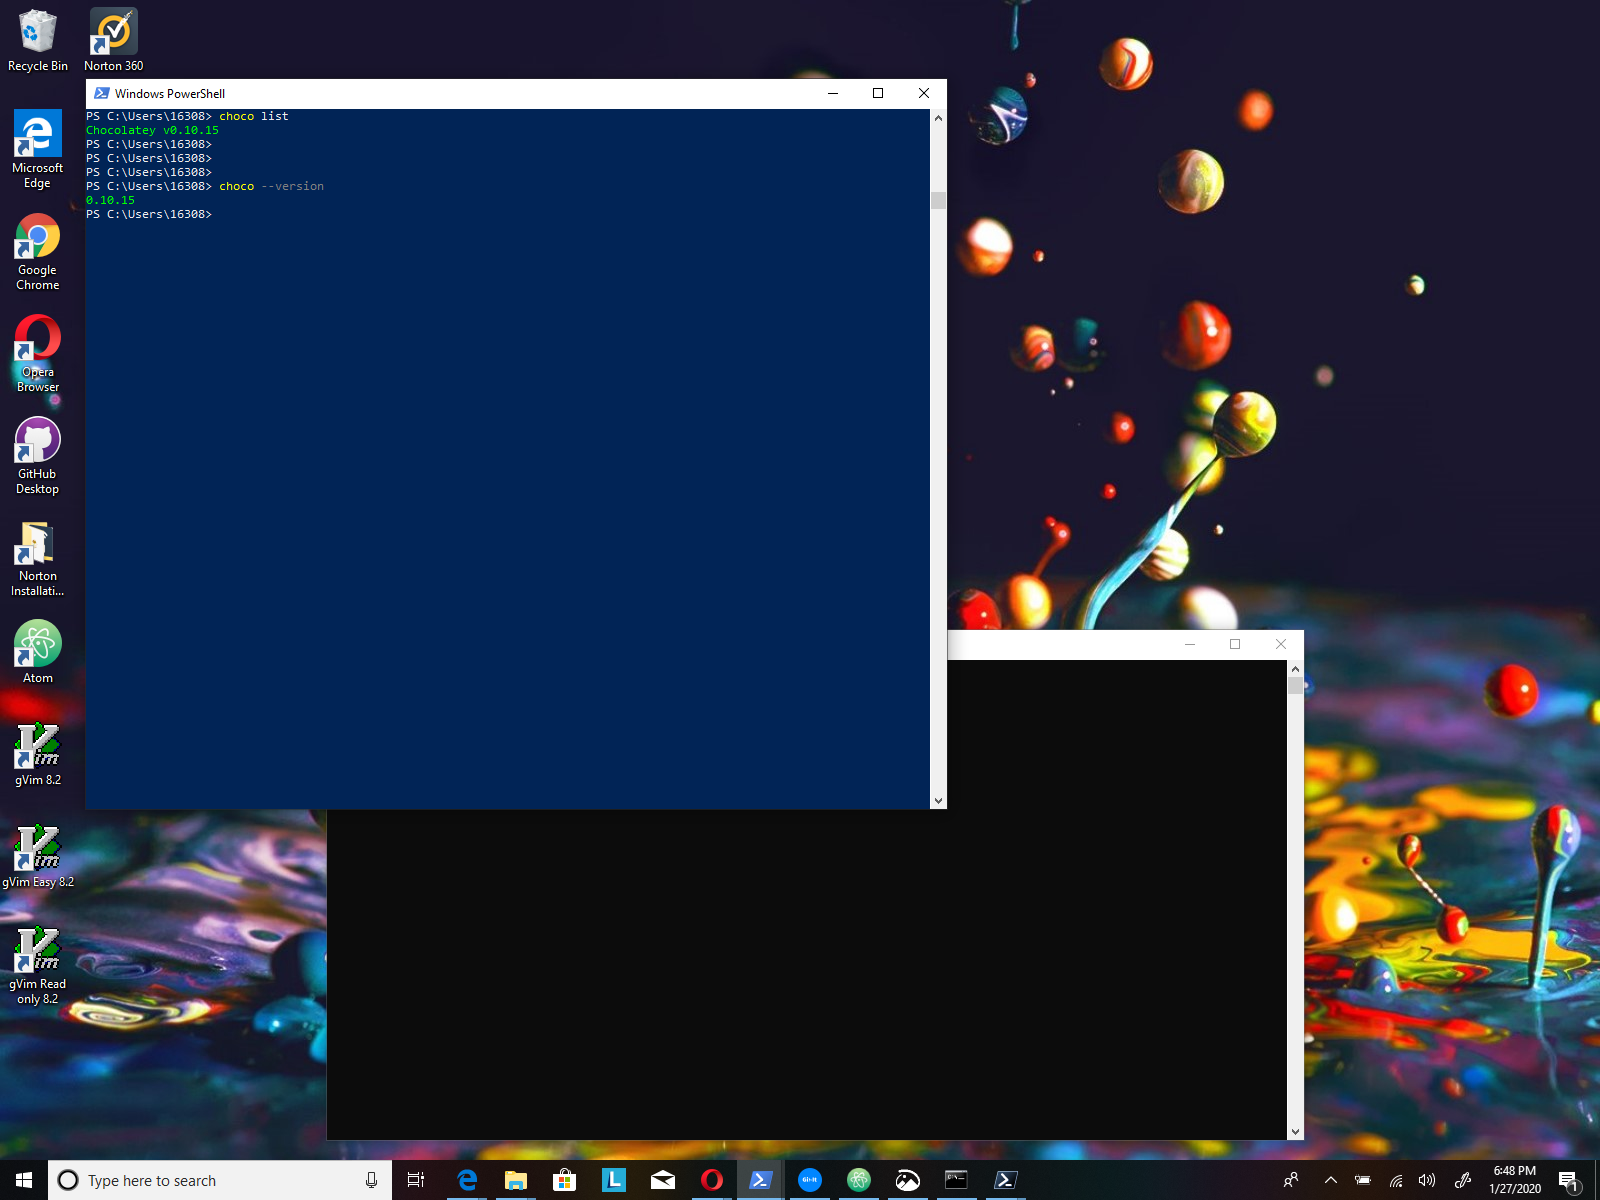 Recycle Bin
Norton 360
Windows PowerShell
PS C:\Users\16308> choco list
Chocolatey v0.10.15
PS C:\Users\16308>
PS C:\Users\16308>
PS C:\Users\16308>
PS C:\Users\16308> choco --version
0.10.15
PS C:\Users\16308>
Microsoft
Edge
Google
Chrome
Opera
Browser
GitHub
Desktop
Norton
Installati...
Atom
gVim 8.2
gVim Easy 8.2
gVim Read
only 8.2
Type here to search
L
Git-It
6:48 PM
1/27/2020
1